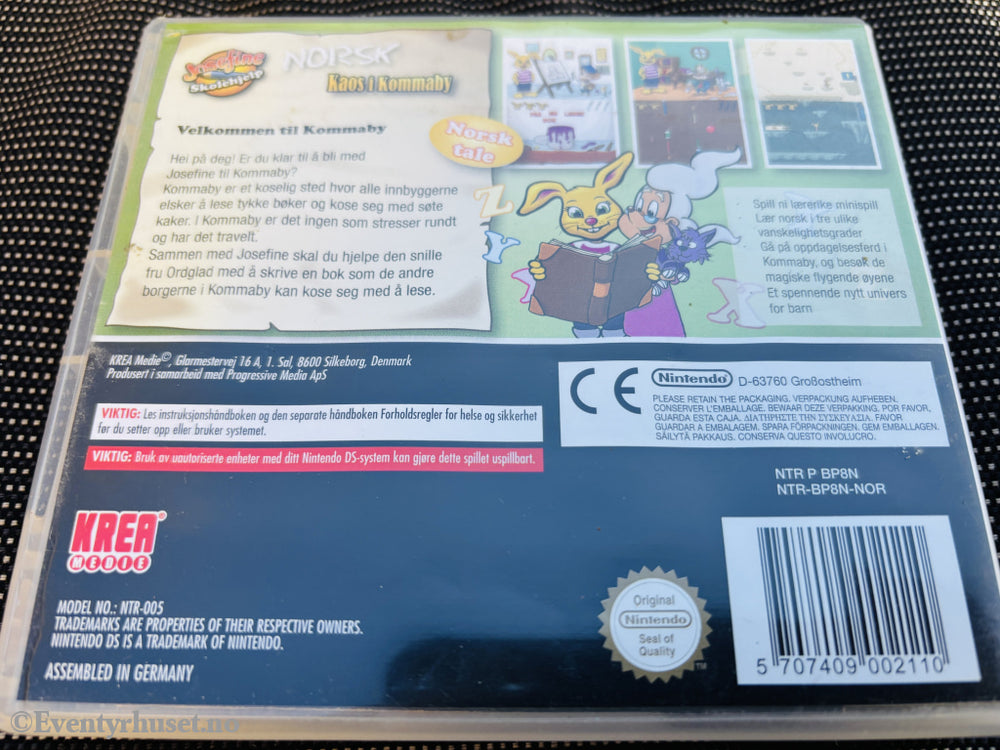 Josefines
Skolehjelp
NORSK
Kaos i Kommaby
Velkommen til Kommaby
Hei på deg! Er du klar til å bli med
Josefine til Kommaby?
Kommaby er et koselig sted hvor alle innbyggerne
elsker å lese tykke bøker og kose seg med søte
kaker. I Kommaby er det ingen som stresser rundt
og har det travelt.
Sammen med Josefine skal du hjelpe den snille
fru Ordglad med å skrive en bok som de andre
borgerne i Kommaby kan kose seg med å lese.
Norsk
tale
Z
Y
X
Spill ni lærerike minispill
Lær norsk i tre ulike
vanskelighetsgrader
Gå på oppdagelsesferd i
Kommaby, og besøk de
magiske flygende øyene
Et spennende nytt univers
for barn
KREA Medie©, Glarmestervej 16 A, 1. Sal, 8600 Silkeborg, Denmark
Produsert i samarbeid med Progressive Media ApS
VIKTIG: Les instruksjonshåndboken og den separate håndboken Forholdsregler for helse og sikkerhet
før du setter opp eller bruker systemet.
VIKTIG: Bruk av uautoriserte enheter med ditt Nintendo DS-system kan gjøre dette spillet uspillbart.
CE
Nintendo D-63760 Großostheim
PLEASE RETAIN THE PACKAGING. VERPACKUNG AUFHEBEN.
CONSERVER L'EMBALAGE. BEWAAR DEZE VERPAKKING. POR FAVOR,
GUARDA ESTA CAJA. ΔΙΑΤΗΡΗΣΤΕ ΤΗ ΣΥΣΚΕΥΑΣΙΑ. FAVOR
GUARDAR A EMBALAGEM. SPARA FÖRPACKNINGEN. GEM EMBALLAGEN.
SÄILYTÄ PAKKAUS. CONSERVA QUESTO INVOLUCRO.
NTR P BP8N
NTR-BP8N-NOR
KREA®
MEDIE
MODEL NO.: NTR-005
TRADEMARKS ARE PROPERTIES OF THEIR RESPECTIVE OWNERS.
NINTENDO DS IS A TRADEMARK OF NINTENDO.
ASSEMBLED IN GERMANY
Original
Nintendo
Seal of
Quality
TM
5 707409 002110
©Eventyrhuset.no